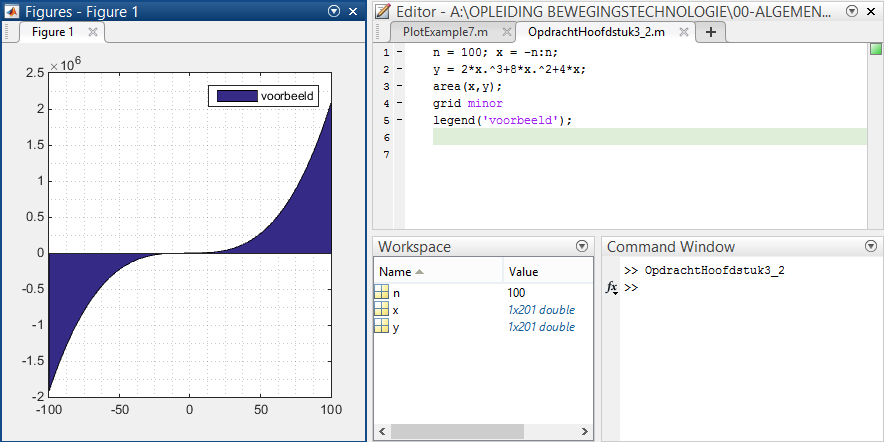 Figures - Figure 1
Figure 1
×10^6
2.5
2
1.5
1
0.5
0
-0.5
-1
-1.5
-2
-100 -50 0 50 100
voorbeeld
Editor - A:\OPLEIDING BEWEGINGSTECHNOLOGIE\00-ALGEMEN...
PlotExample7.m OpdrachtHoofdstuk3_2.m
1 - n = 100; x = -n:n;
2 - y = 2*x.^3+8*x.^2+4*x;
3 - area(x,y);
4 - grid minor
5 - legend('voorbeeld');
6
7
Workspace
Name Value
n 100
x 1x201 double
y 1x201 double
Command Window
>> OpdrachtHoofdstuk3_2
fx >>